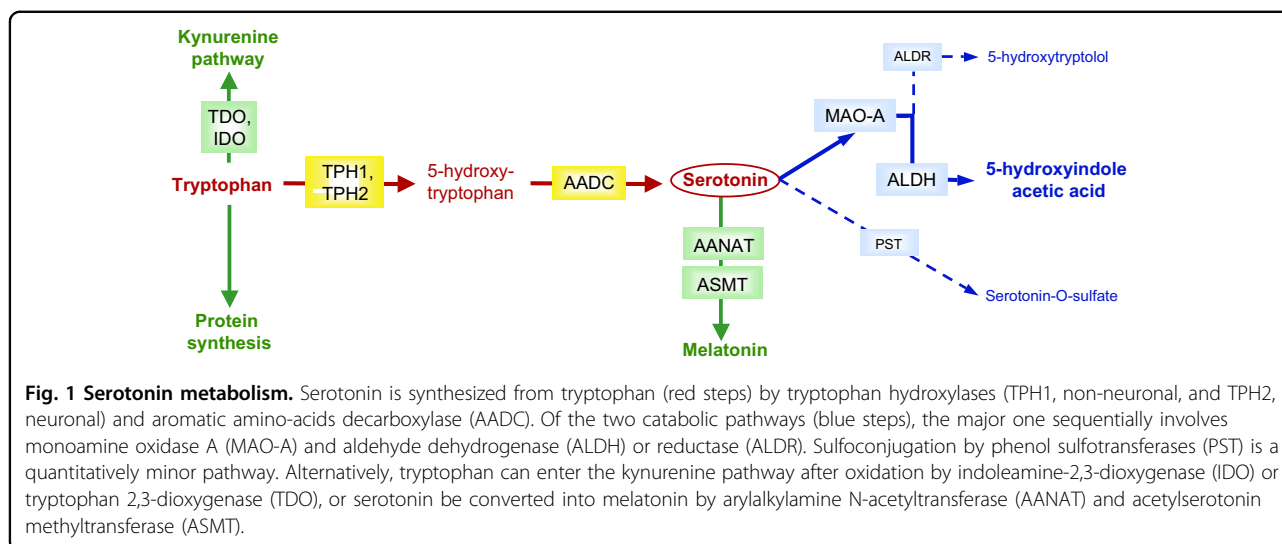 Kynurenine
pathway
TDO,
IDO
Tryptophan
TPH1,
TPH2
5-hydroxy-
tryptophan
AADC
Serotonin
MAO-A
ALDR
5-hydroxytryptolol
ALDH
5-hydroxyindole
acetic acid
PST
Serotonin-O-sulfate
AANAT
ASMT
Melatonin
Protein
synthesis
Fig. 1 Serotonin metabolism. Serotonin is synthesized from tryptophan (red steps) by tryptophan hydroxylases (TPH1, non-neuronal, and TPH2,
neuronal) and aromatic amino-acids decarboxylase (AADC). Of the two catabolic pathways (blue steps), the major one sequentially involves
monoamine oxidase A (MAO-A) and aldehyde dehydrogenase (ALDH) or reductase (ALDR). Sulfoconjugation by phenol sulfotransferases (PST) is a
quantitatively minor pathway. Alternatively, tryptophan can enter the kynurenine pathway after oxidation by indoleamine-2,3-dioxygenase (IDO) or
tryptophan 2,3-dioxygenase (TDO), or serotonin be converted into melatonin by arylalkylamine N-acetyltransferase (AANAT) and acetylserotonin
methyltransferase (ASMT).